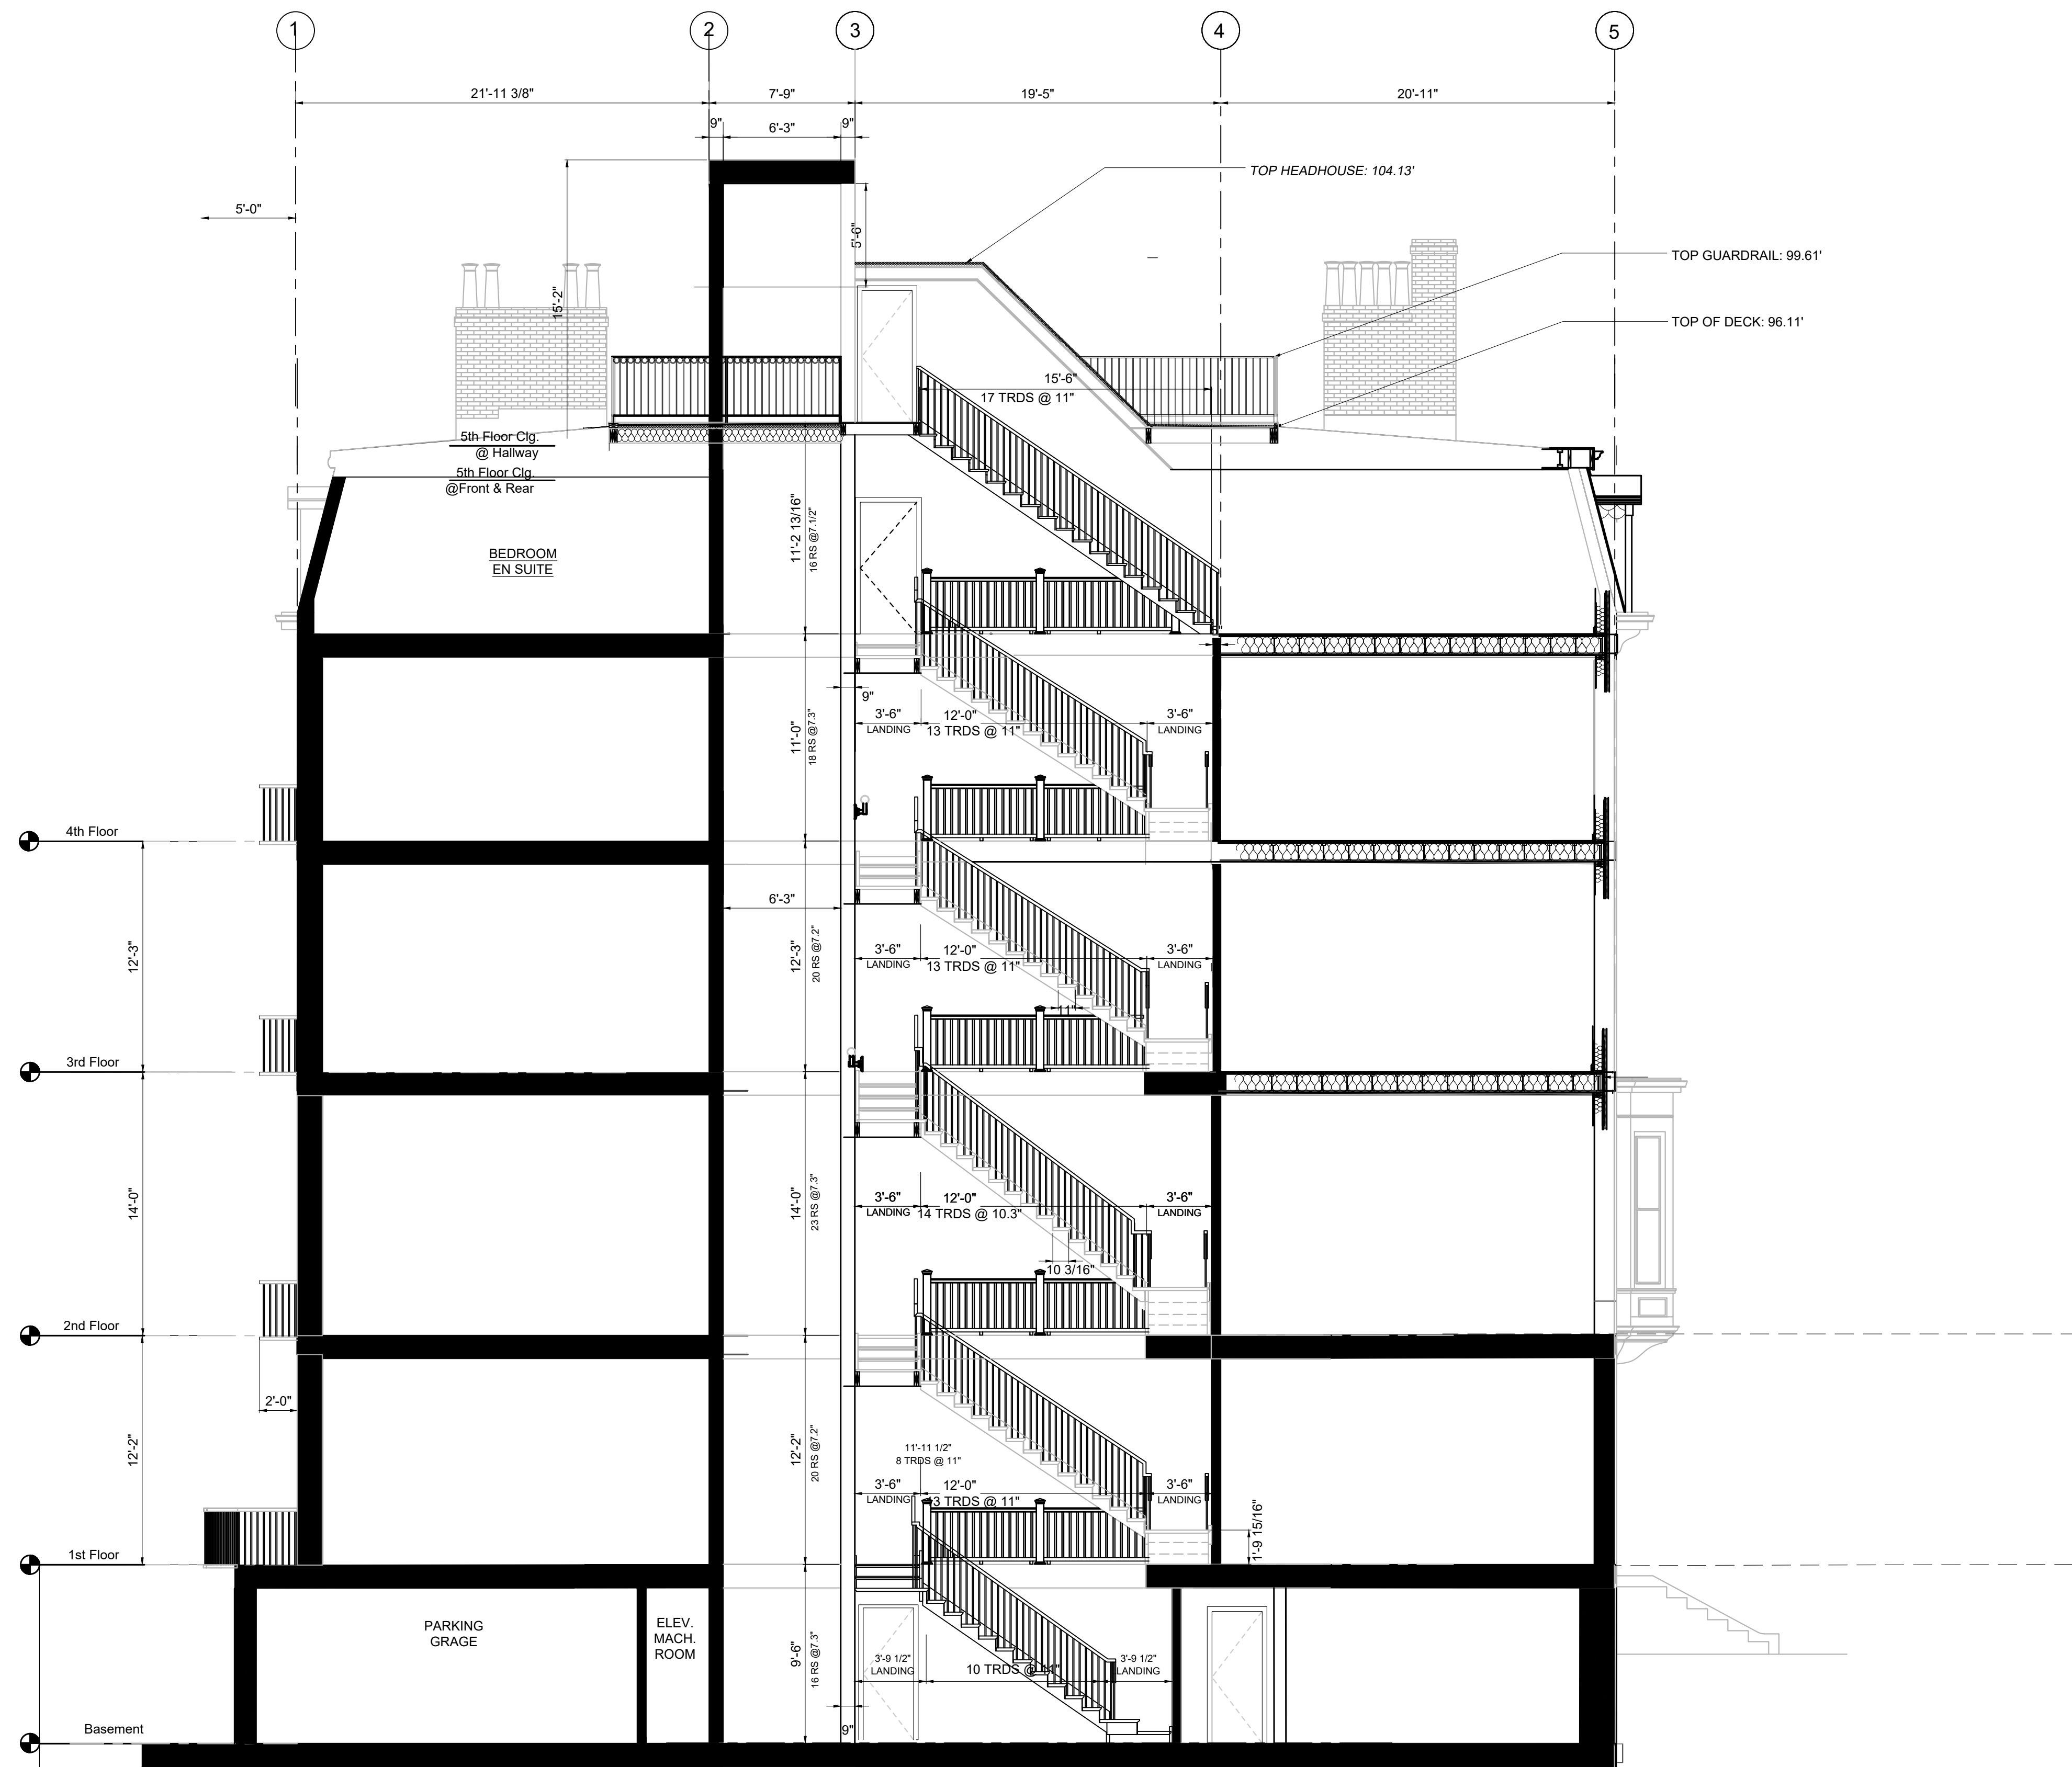 1
2
3
4
5
21'-11 3/8"
7'-9"
19'-5"
20'-11"
9"
6'-3"
9"
TOP HEADHOUSE: 104.13'
5'-0"
5'-6"
TOP GUARDRAIL: 99.61'
15'-2"
TOP OF DECK: 96.11'
15'-6"
17 TRDS @ 11"
5th Floor Clg.
@ Hallway
5th Floor Clg.
@Front & Rear
11'-2 13/16"
16 RS @7.1/2"
BEDROOM
EN SUITE
9"
3'-6"
LANDING
12'-0"
13 TRDS @ 11"
3'-6"
LANDING
11'-0"
18 RS @7.3"
4th Floor
6'-3"
12'-3"
12'-3"
20 RS @7.2"
3'-6"
LANDING
12'-0"
13 TRDS @ 11"
3'-6"
LANDING
11"
3rd Floor
14'-0"
14'-0"
23 RS @7.3"
3'-6"
LANDING
12'-0"
14 TRDS @ 10.3"
3'-6"
LANDING
10 3/16"
2nd Floor
2'-0"
12'-2"
12'-2"
20 RS @7.2"
11'-11 1/2"
8 TRDS @ 11"
3'-6"
LANDING
12'-0"
13 TRDS @ 11"
3'-6"
LANDING
1'-9 15/16"
1st Floor
PARKING
GRAGE
ELEV.
MACH.
ROOM
9'-6"
16 RS @7.3"
3'-9 1/2"
LANDING
10 TRDS @ 11"
3'-9 1/2"
LANDING
9"
Basement